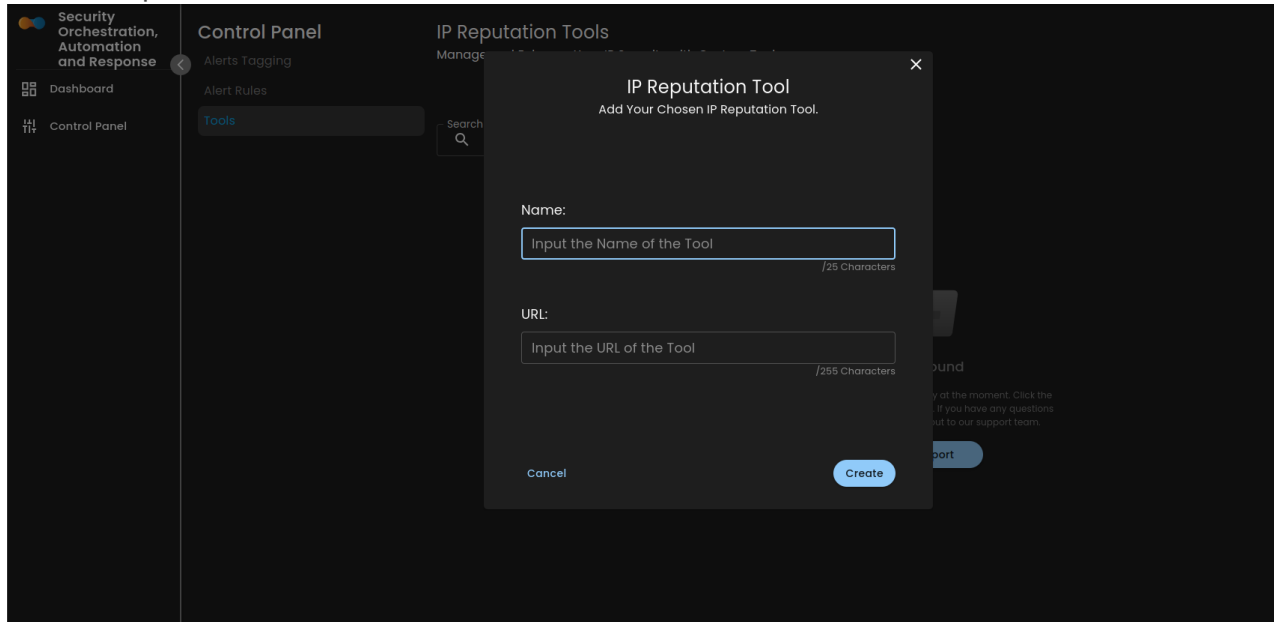 Security
Orchestration,
Automation
and Response
Dashboard
Control Panel
Control Panel
Alerts Tagging
Alert Rules
Tools
IP Reputation Tools
Manage
Search
IP Reputation Tool
Add Your Chosen IP Reputation Tool.
Name:
Input the Name of the Tool
/25 Characters
URL:
Input the URL of the Tool
/255 Characters
Cancel
Create
at the moment. Click the
If you have any questions
to our support team.